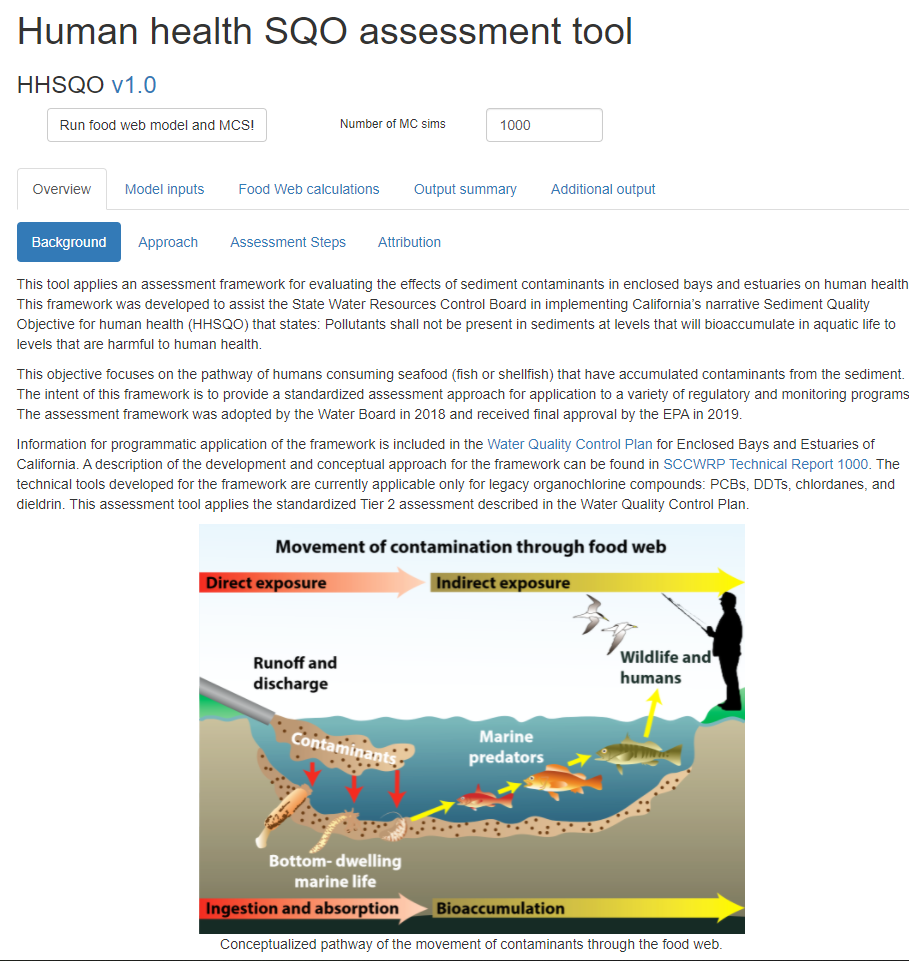 Human health SQO assessment tool
HHSQO v1.0
Run food web model and MCS!
Number of MC sims
1000
Overview
Model inputs
Food Web calculations
Output summary
Additional output
Background
Approach
Assessment Steps
Attribution
This tool applies an assessment framework for evaluating the effects of sediment contaminants in enclosed bays and estuaries on human health
This framework was developed to assist the State Water Resources Control Board in implementing California's narrative Sediment Quality
Objective for human health (HHSQO) that states: Pollutants shall not be present in sediments at levels that will bioaccumulate in aquatic life to
levels that are harmful to human health.
This objective focuses on the pathway of humans consuming seafood (fish or shellfish) that have accumulated contaminants from the sediment.
The intent of this framework is to provide a standardized assessment approach for application to a variety of regulatory and monitoring programs
The assessment framework was adopted by the Water Board in 2018 and received final approval by the EPA in 2019.
Information for programmatic application of the framework is included in the Water Quality Control Plan for Enclosed Bays and Estuaries of
California. A description of the development and conceptual approach for the framework can be found in SCCWRP Technical Report 1000. The
technical tools developed for the framework are currently applicable only for legacy organochlorine compounds: PCBs, DDTs, chlordanes, and
dieldrin. This assessment tool applies the standardized Tier 2 assessment described in the Water Quality Control Plan.
Movement of contamination through food web
Direct exposure
Indirect exposure
Runoff and
discharge
Wildlife and
humans
Contaminants
Marine
predators
Bottom- dwelling
marine life
Ingestion and absorption
Bioaccumulation
Conceptualized pathway of the movement of contaminants through the food web.